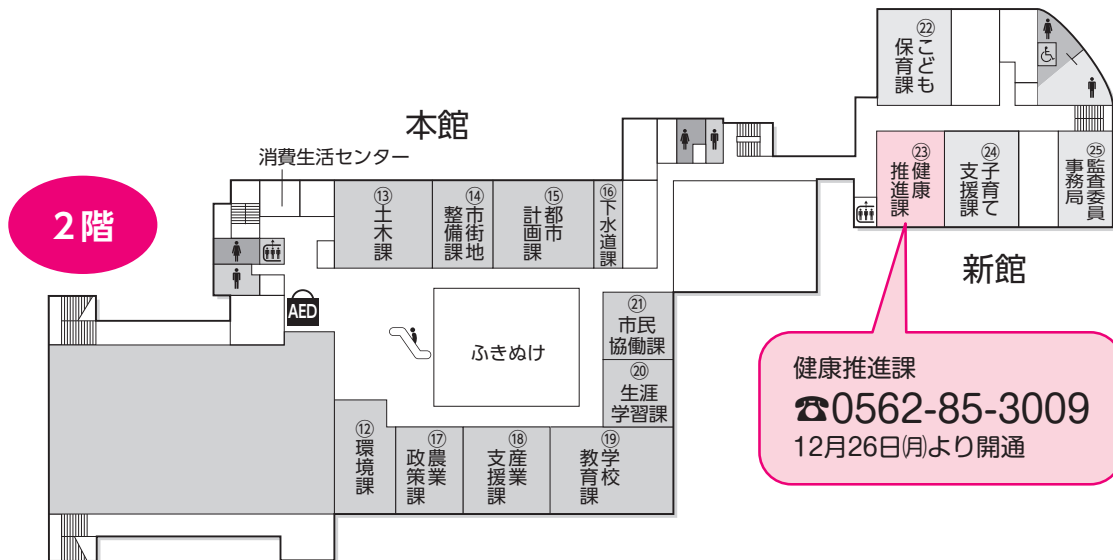 2階
本館
新館
消費生活センター
⑬土木課
⑭市街地
整備課
⑮都市
計画課
⑯下水道課
㉒こども
保育課
㉓健康
推進課
㉔子育て
支援課
㉕監査委員
事務局
AED
ふきぬけ
㉑
市民
協働課
⑳
生涯
学習課
⑫環境課
⑰農業
政策課
⑱産業
支援課
⑲学校
教育課
健康推進課
☎0562-85-3009
12月26日㈪より開通